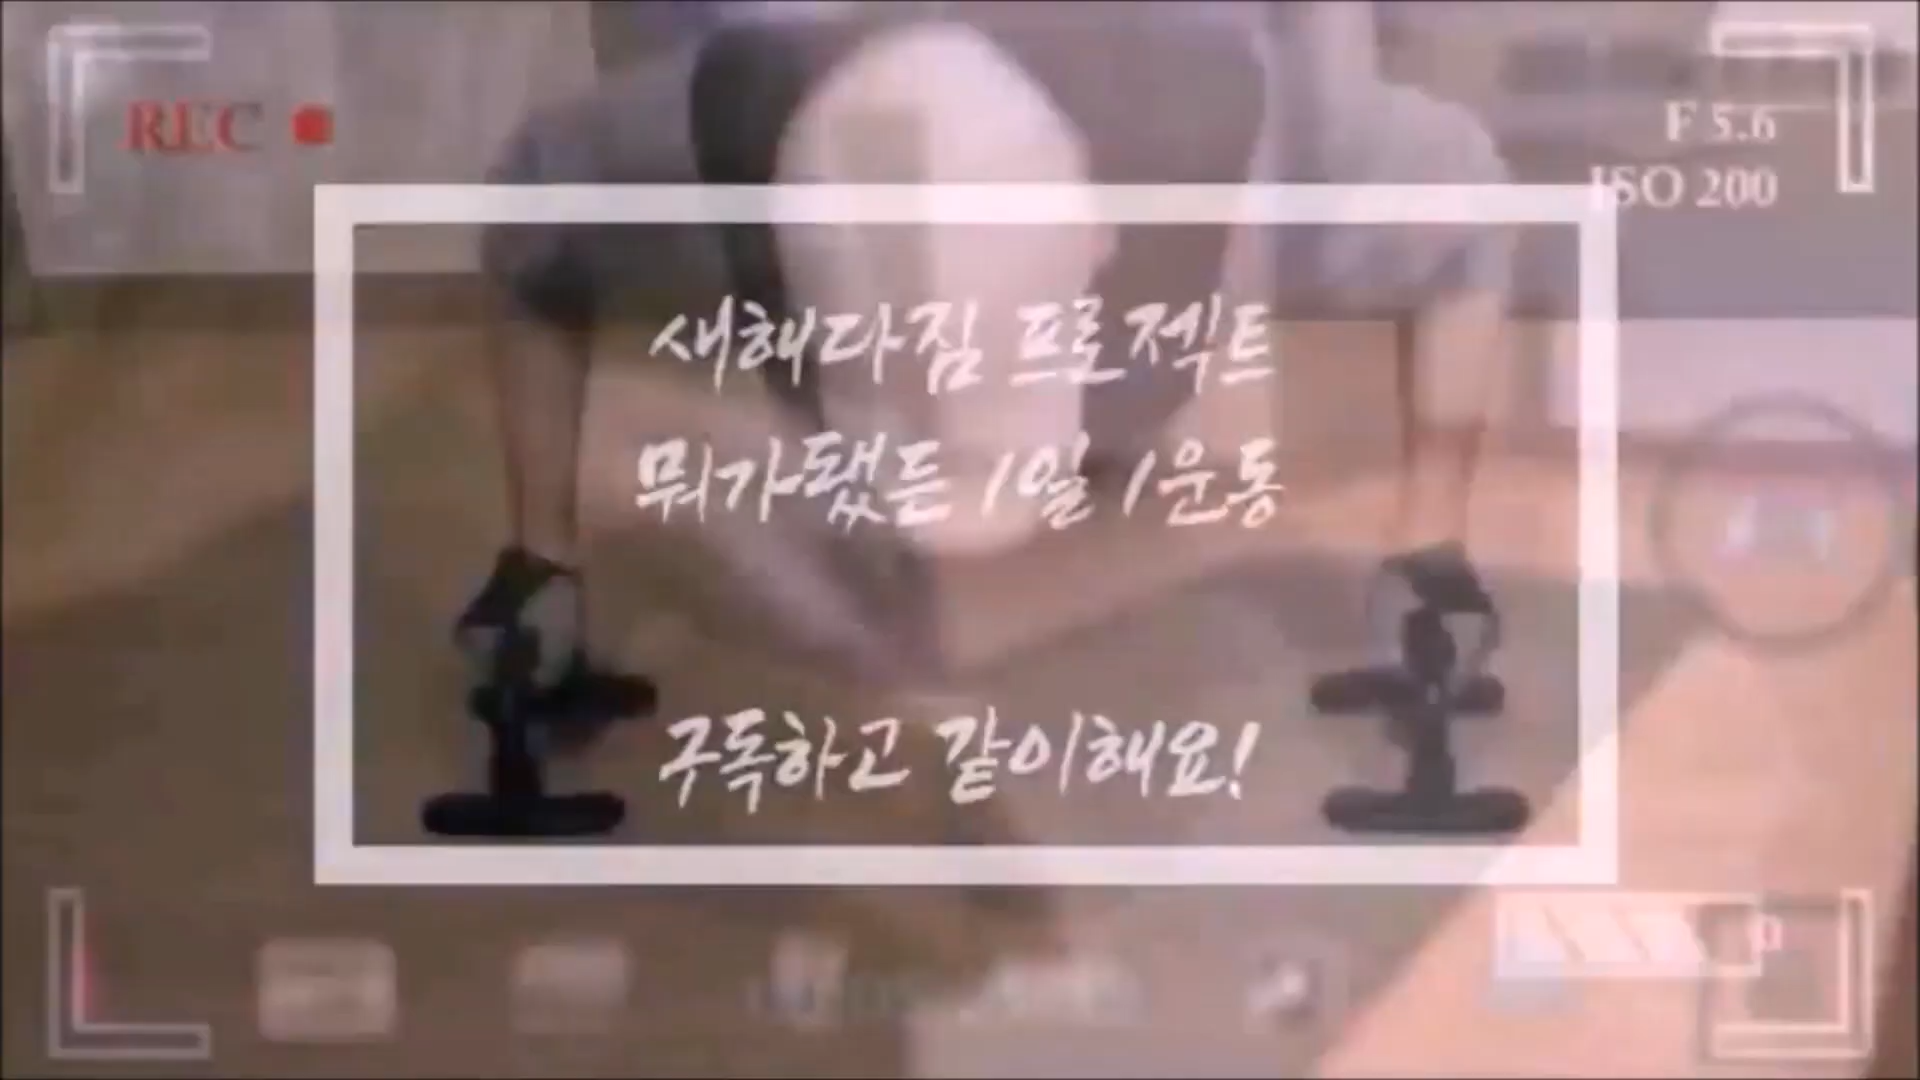 REC
F 5.6
ISO 200
새해다짐 프로젝트
뭐가됐든 1일 1운동
구독하고 같이해요!